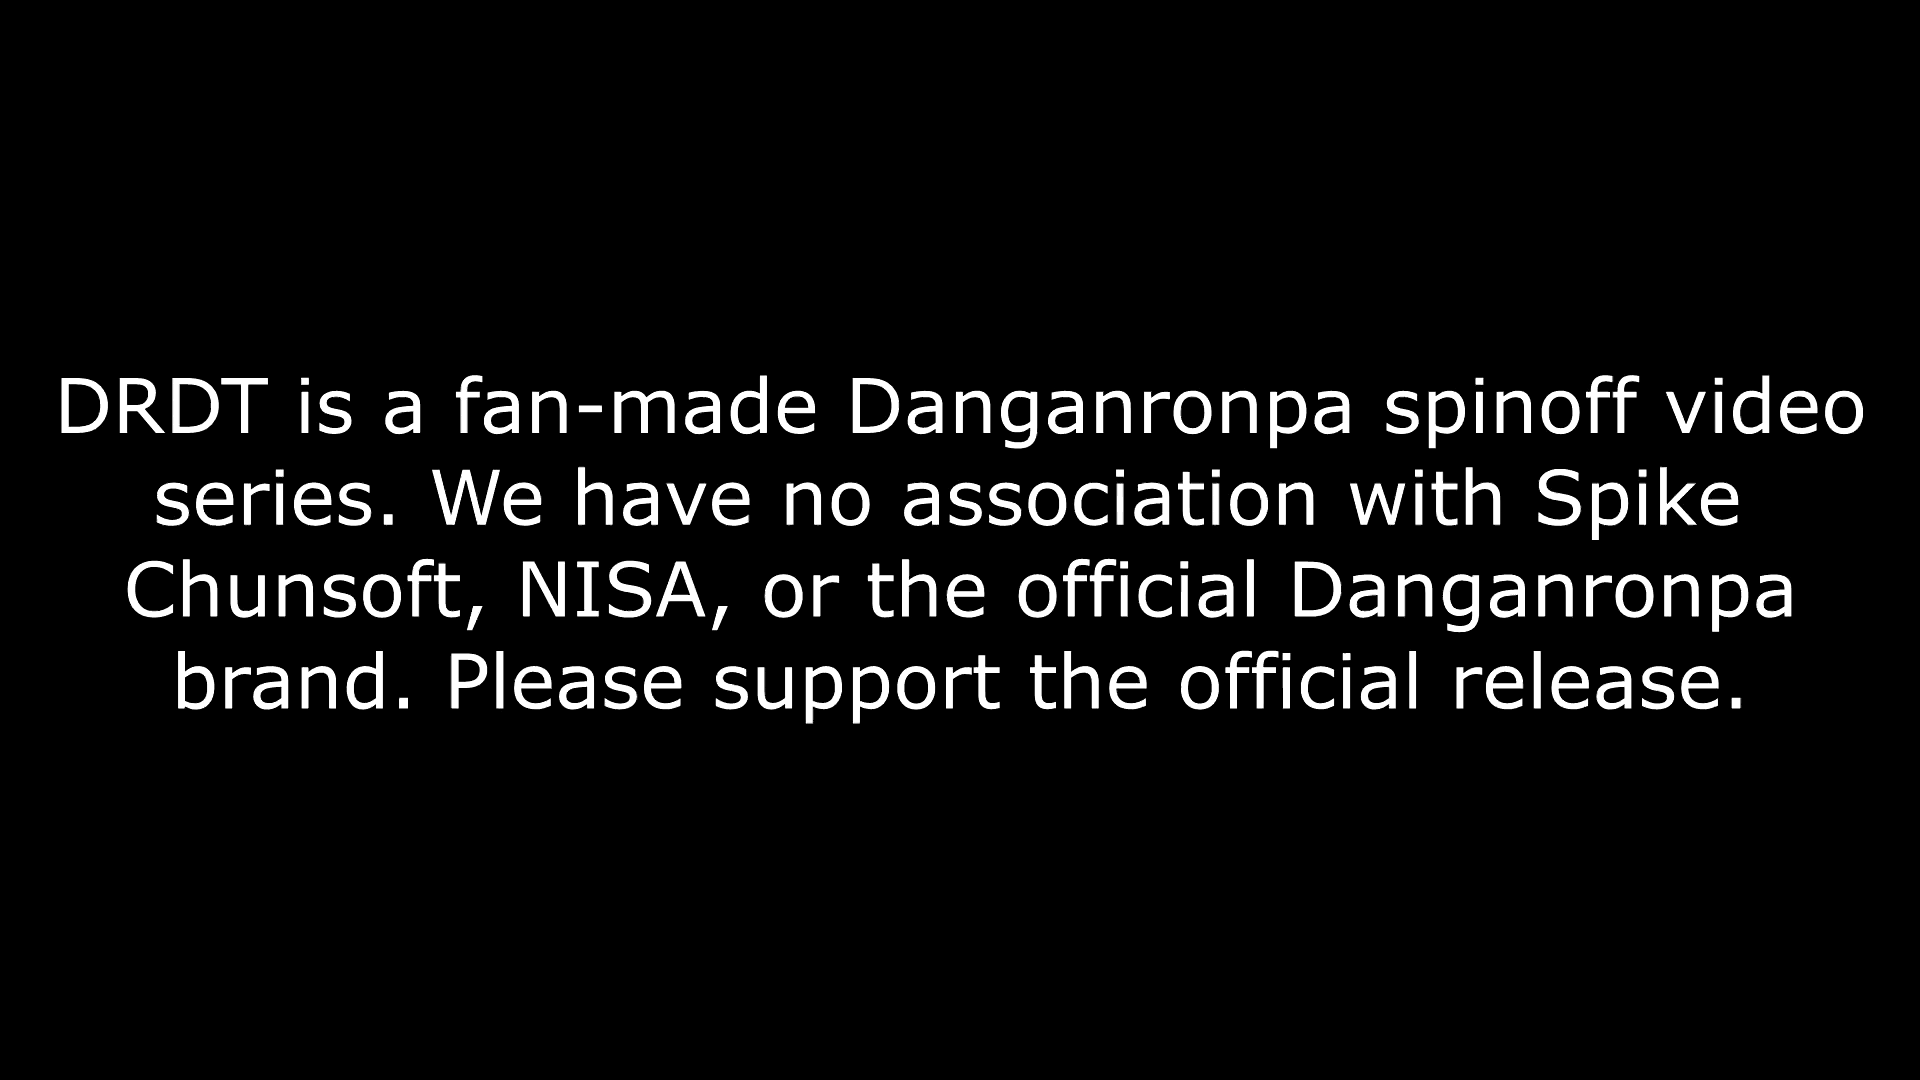 DRDT is a fan-made Danganronpa spinoff video
series. We have no association with Spike
Chunsoft, NISA, or the official Danganronpa
brand. Please support the official release.